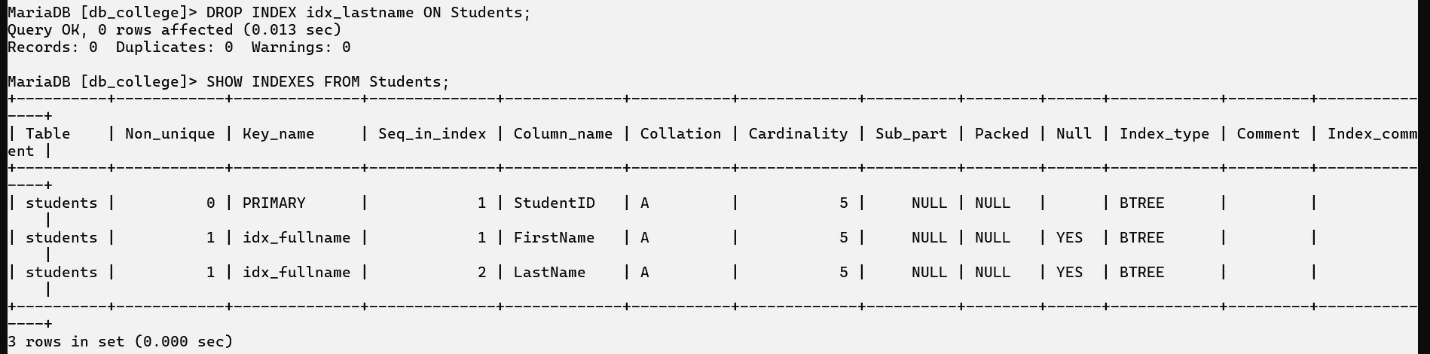 MariaDB [db_college]> DROP INDEX idx_lastname ON Students;
Query OK, 0 rows affected (0.013 sec)
Records: 0  Duplicates: 0  Warnings: 0

MariaDB [db_college]> SHOW INDEXES FROM Students;
+----------+------------+--------------+--------------+-------------+-----------+-------------+----------+--------+------+------------+---------+-----------
----+
| Table    | Non_unique | Key_name     | Seq_in_index | Column_name | Collation | Cardinality | Sub_part | Packed | Null | Index_type | Comment | Index_comm
ent |
+----------+------------+--------------+--------------+-------------+-----------+-------------+----------+--------+------+------------+---------+-----------
----+
| students |          0 | PRIMARY      |            1 | StudentID   | A         |           5 |     NULL | NULL   |      | BTREE      |         |
    |
| students |          1 | idx_fullname |            1 | FirstName   | A         |           5 |     NULL | NULL   | YES  | BTREE      |         |
    |
| students |          1 | idx_fullname |            2 | LastName    | A         |           5 |     NULL | NULL   | YES  | BTREE      |         |
    |
+----------+------------+--------------+--------------+-------------+-----------+-------------+----------+--------+------+------------+---------+-----------
----+
3 rows in set (0.000 sec)